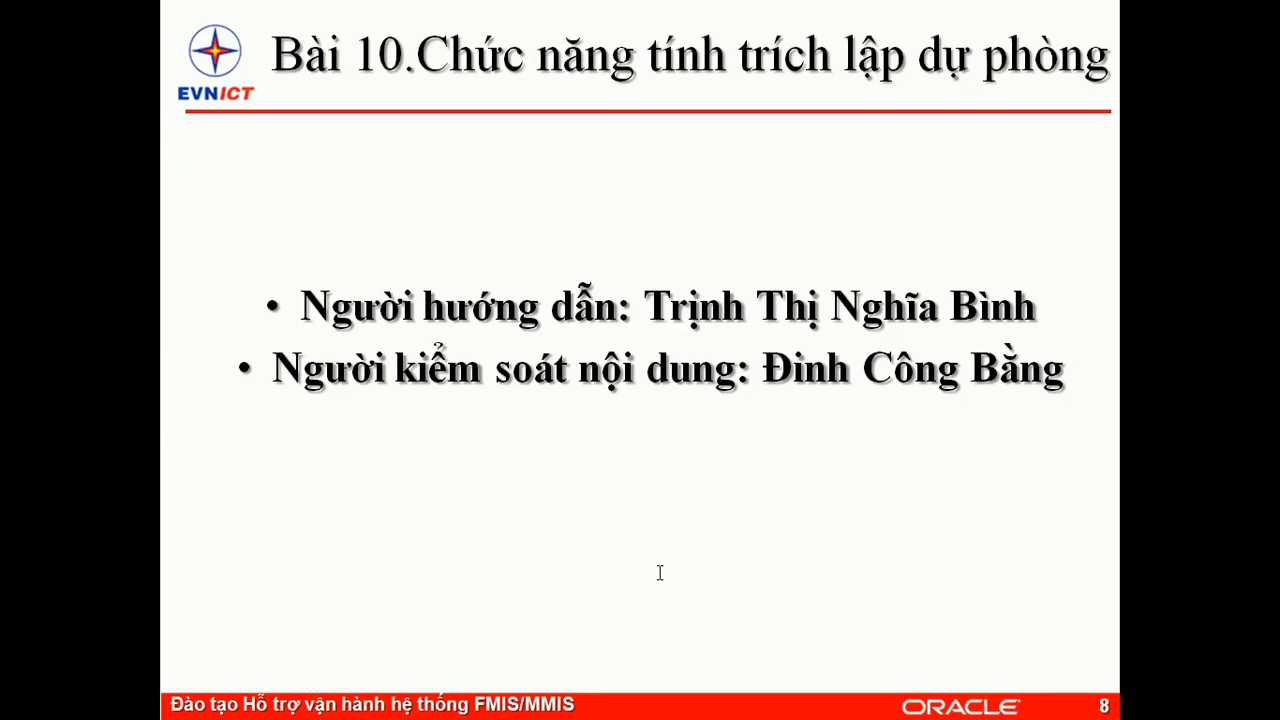 Bài 10.Chức năng tính trích lập dự phòng
EVNICT
• Người hướng dẫn: Trịnh Thị Nghĩa Bình
• Người kiểm soát nội dung: Đinh Công Bằng
Đào tạo Hỗ trợ vận hành hệ thống FMIS/MMIS
ORACLE
8